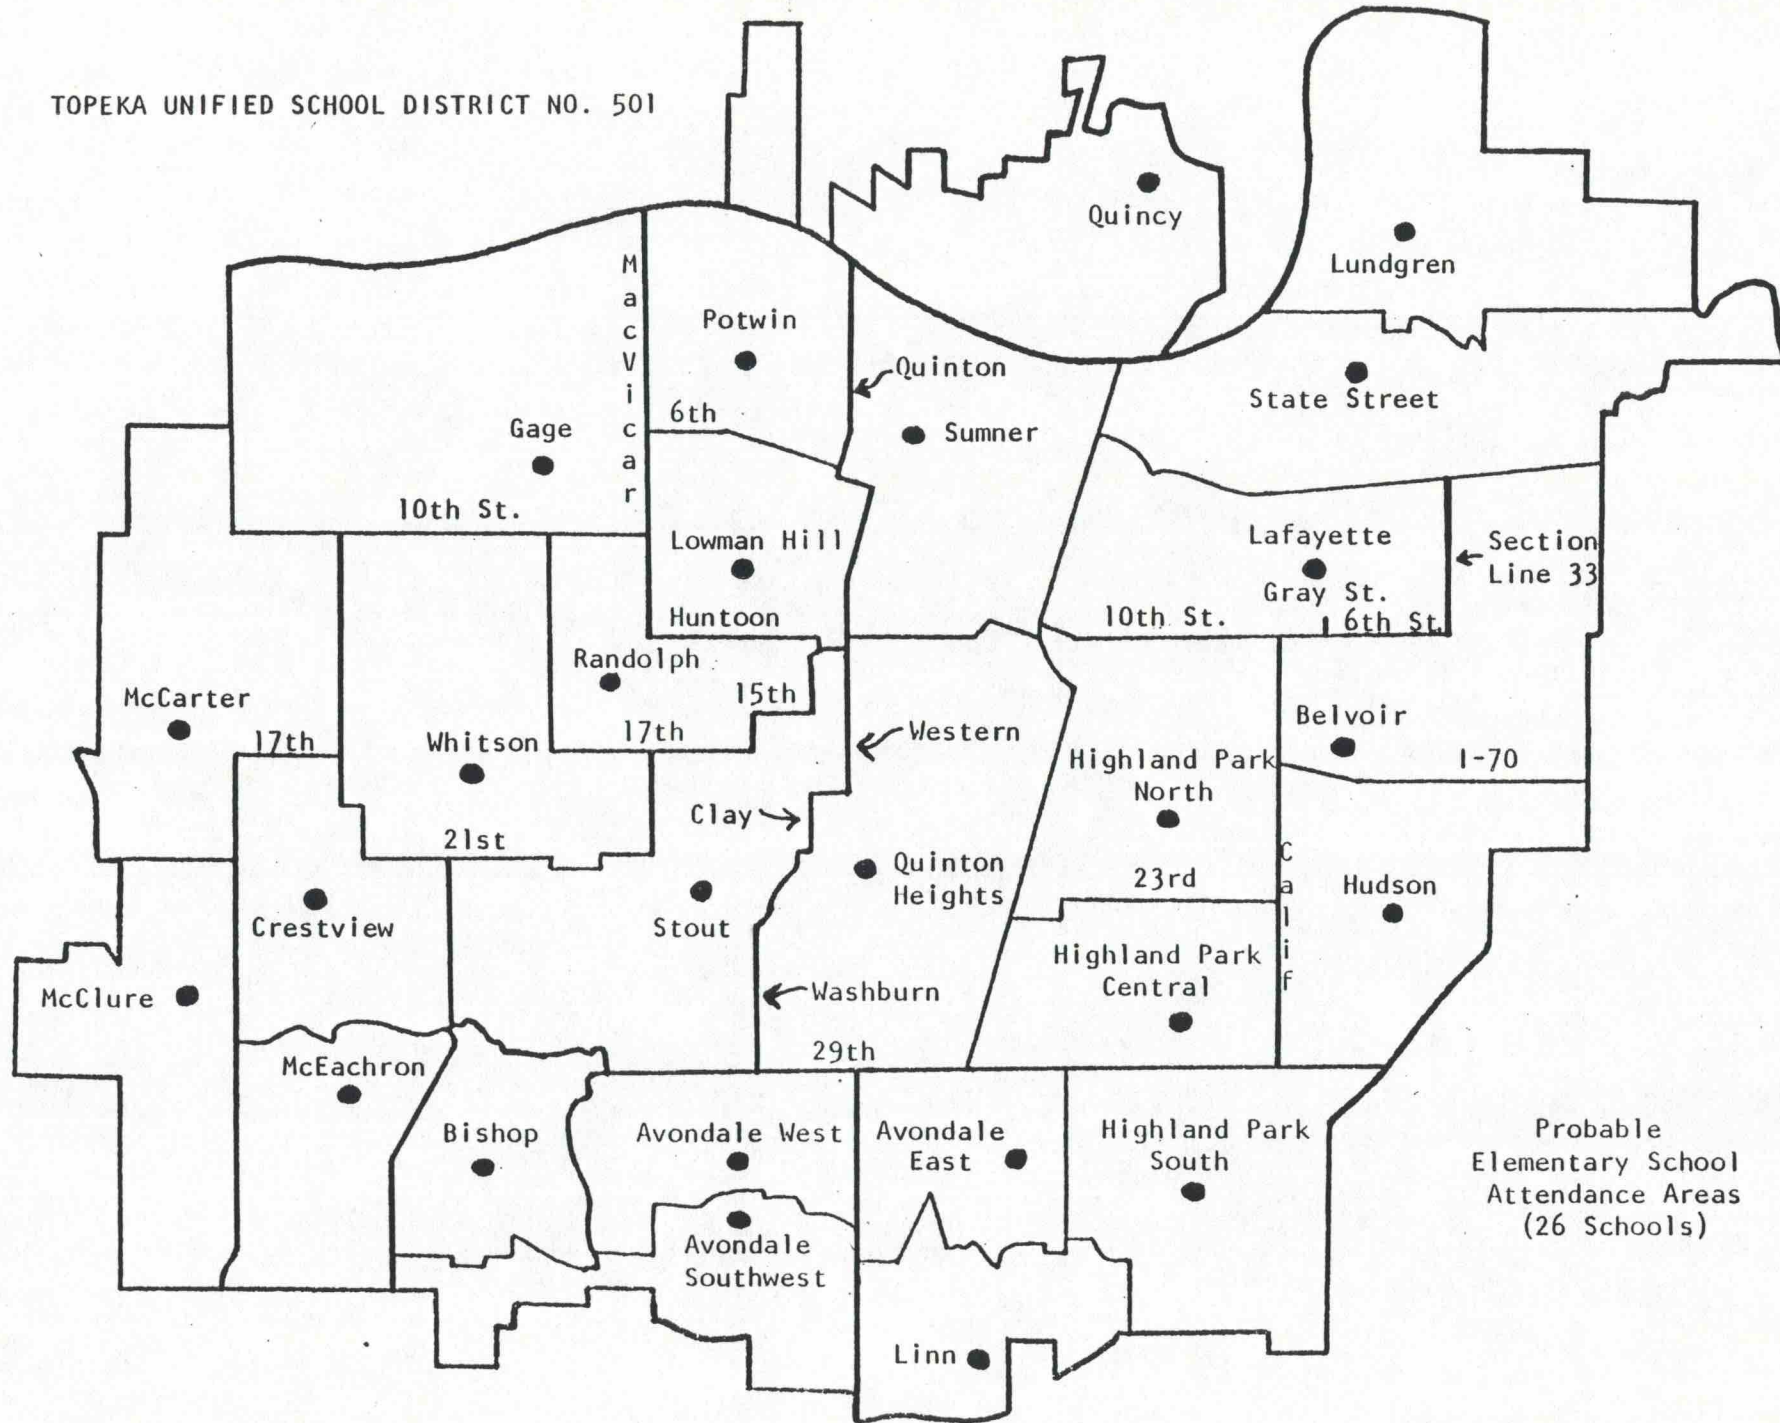 TOPEKA UNIFIED SCHOOL DISTRICT NO. 501
Quincy
Lundgren
MacVicar
Potwin
Quinton
6th
State Street
Gage
Sumner
10th St.
Lowman Hill
Lafayette
Section
Line 33
Gray St.
Huntoon
10th St.
6th St.
Randolph
15th
McCarter
17th
Whitson
17th
Western
Belvoir
I-70
Highland Park
North
Clay
21st
Calif
Quinton
Heights
23rd
Hudson
Crestview
Stout
Highland Park
Central
McClure
Washburn
29th
McEachron
Bishop
Avondale West
Avondale
East
Highland Park
South
Avondale
Southwest
Linn
Probable
Elementary School
Attendance Areas
(26 Schools)